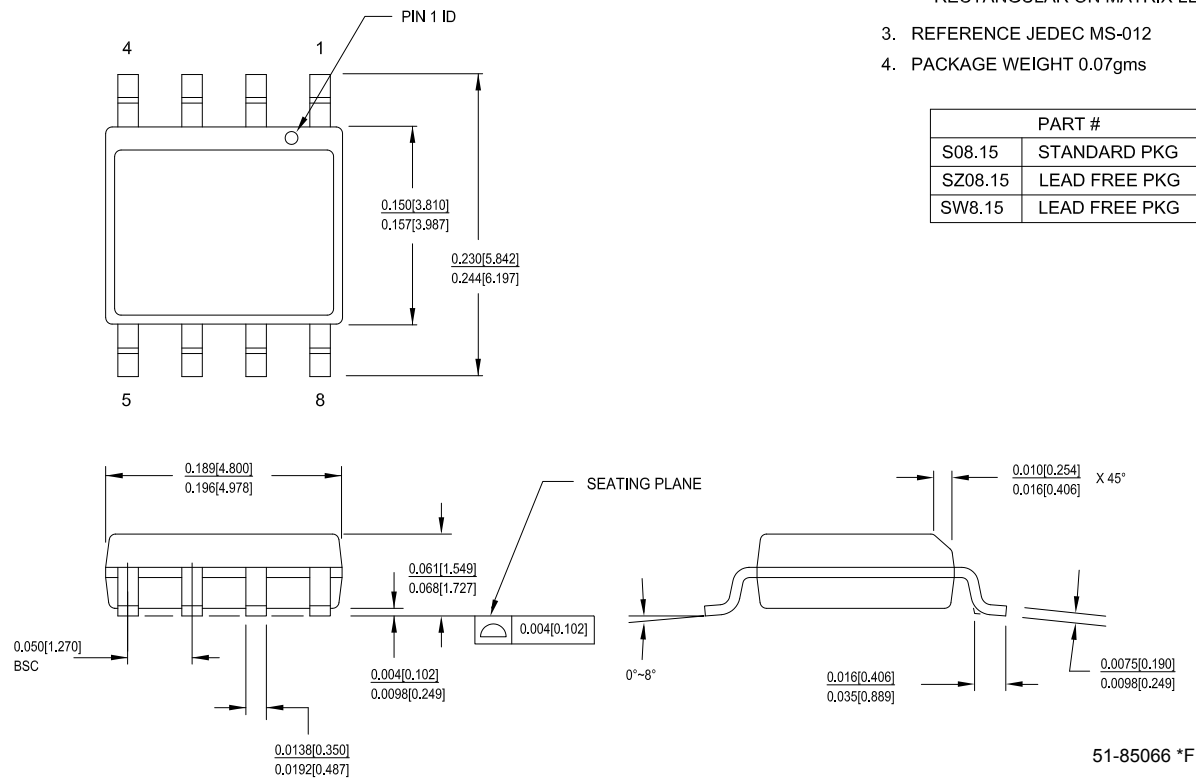 RECTANGULAR ON MATRIX
3. REFERENCE JEDEC MS-012
4. PACKAGE WEIGHT 0.07gms
PART #
S08.15 STANDARD PKG
SZ08.15 LEAD FREE PKG
SW8.15 LEAD FREE PKG
PIN 1 ID
4 1
0.150[3.810]
0.157[3.987]
0.230[5.842]
0.244[6.197]
5 8
0.189[4.800]
0.196[4.978]
SEATING PLANE
0.010[0.254]
0.016[0.406]
X 45°
0.061[1.549]
0.068[1.727]
0.004[0.102]
0.050[1.270]
BSC
0.004[0.102]
0.0098[0.249]
0°~8°
0.016[0.406]
0.035[0.889]
0.0075[0.190]
0.0098[0.249]
0.0138[0.350]
0.0192[0.487]
51-85066 *F